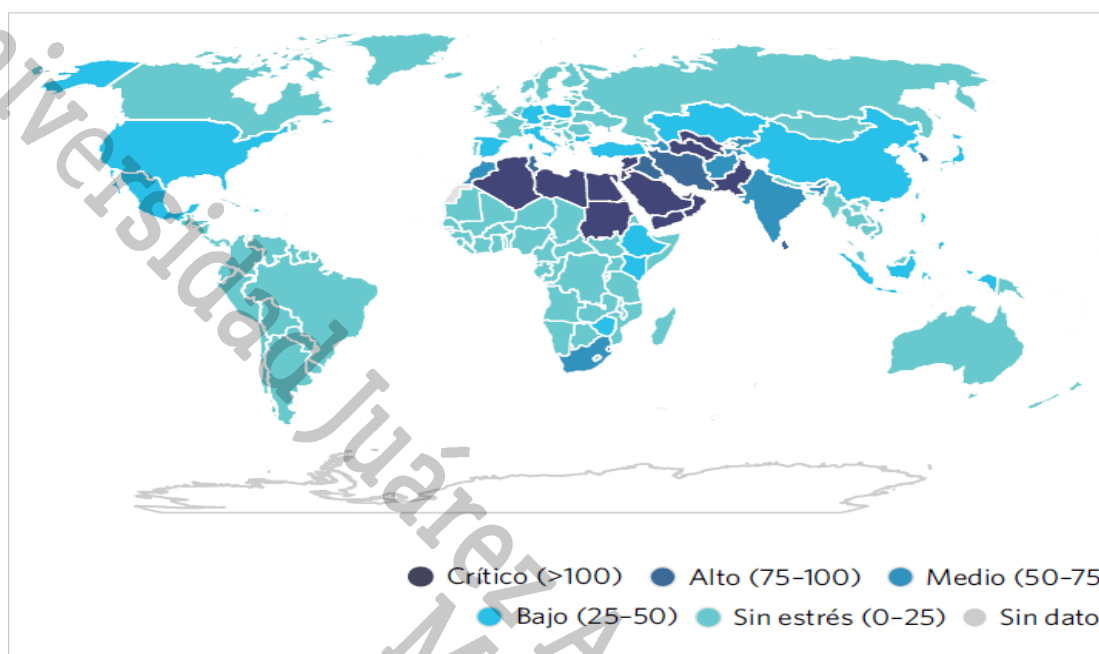 Universidad Juárez A
Crítico (>100) Alto (75-100) Medio (50-75
Bajo (25-50) Sin estrés (0-25) Sin dato